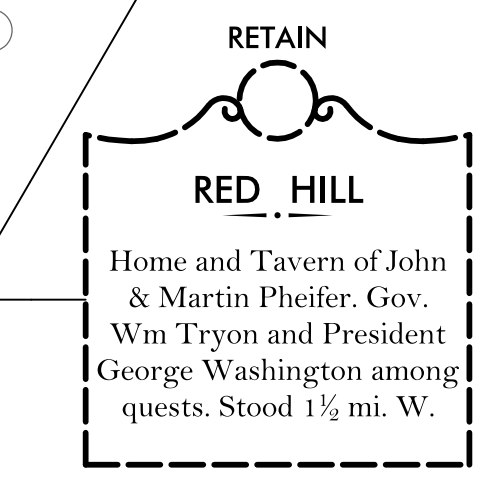 RETAIN
RED HILL
Home and Tavern of John
& Martin Pheifer. Gov.
Wm Tryon and President
George Washington among
quests. Stood 1½ mi. W.